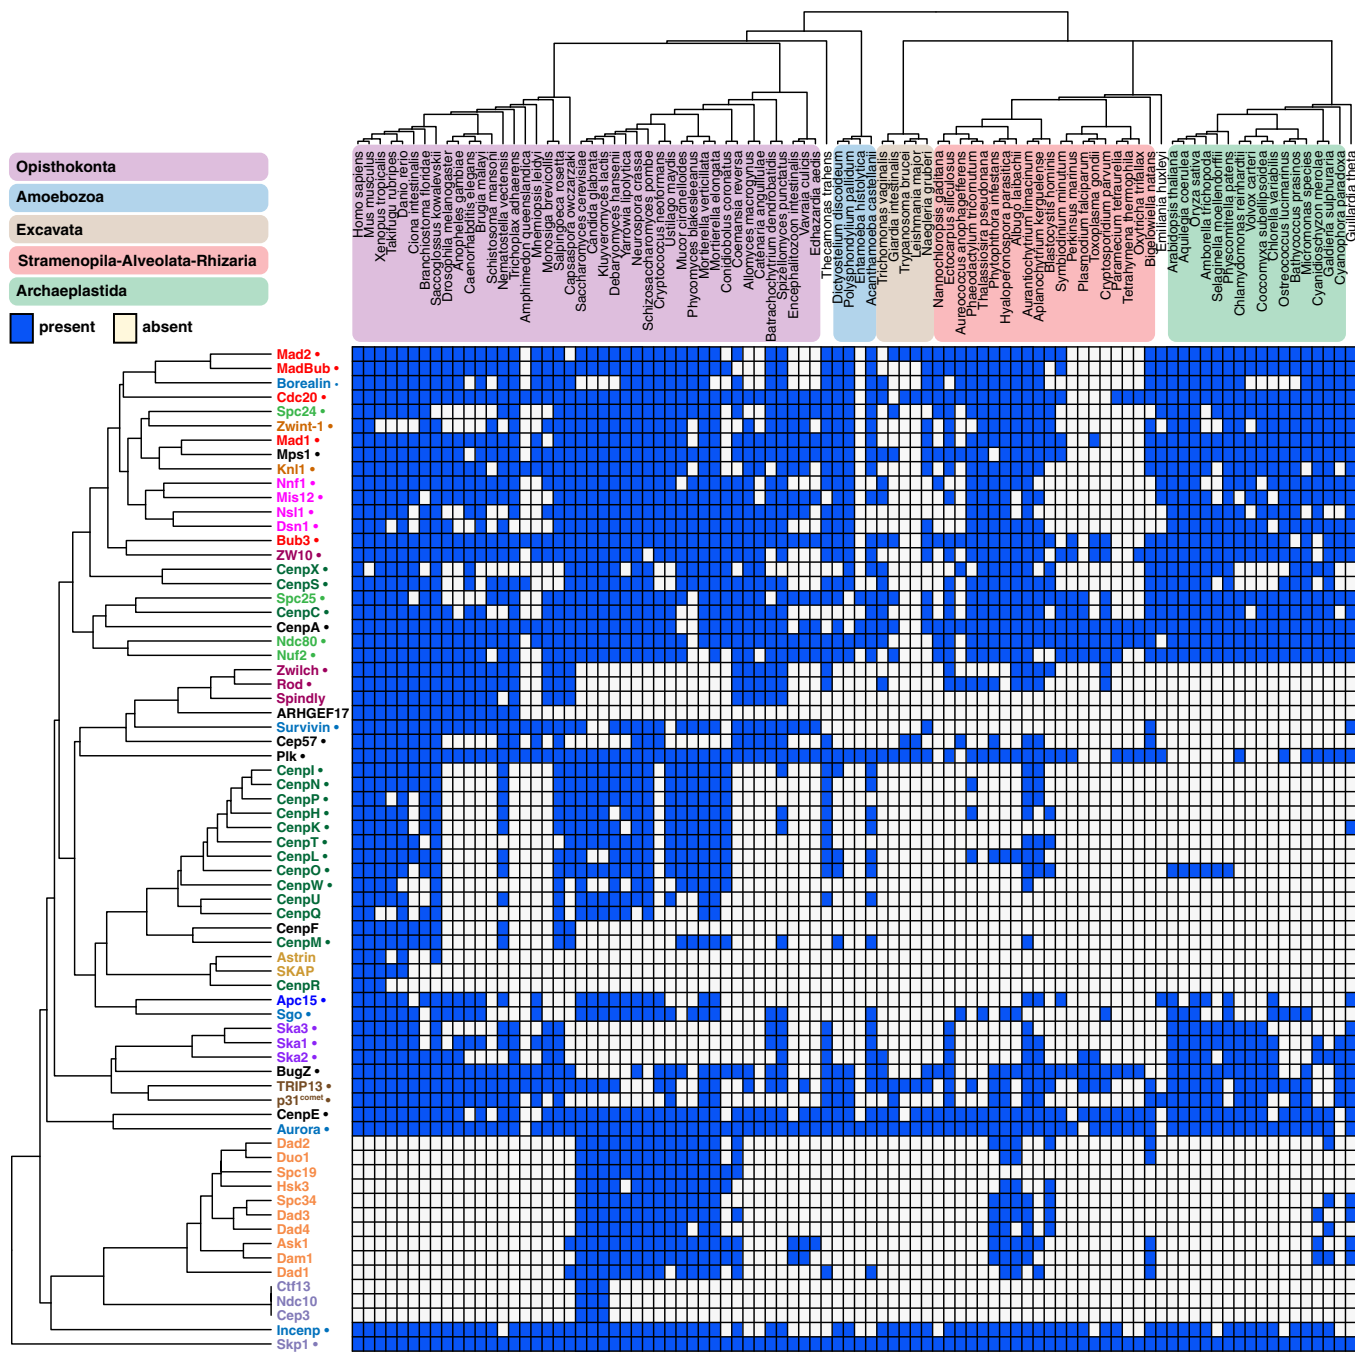 Opisthokonta
Amoebozoa
Excavata
Stramenopila-Alveolata-Rhizaria
Archaeplastida
present
absent
Homo sapiens
Mus musculus
Xenopus tropicalis
Takifugu rubripes
Danio rerio
Ciona intestinalis
Branchiostoma floridae
Saccoglossus kowalevskii
Drosophila melanogaster
Anopheles gambiae
Caenorhabditis elegans
Brugia malayi
Schistosoma mansoni
Nematostella vectensis
Trichoplax adhaerens
Amphimedon queenslandica
Mnemiopsis leidyi
Monosiga brevicollis
Salpingoeca rosetta
Capsaspora owczarzaki
Saccharomyces cerevisiae
Candida glabrata
Kluyveromyces lactis
Debaryomyces hansenii
Yarrowia lipolytica
Neurospora crassa
Schizosaccharomyces pombe
Cryptococcus neoformans
Ustilago maydis
Mucor circinelloides
Phycomyces blakesleeanus
Mortierella verticillata
Mortierella elongata
Conidiobolus coronatus
Coemansia reversa
Allomyces macrogynus
Catenaria anguillulae
Batrachochytrium dendrobatidis
Spizellomyces punctatus
Encephalitozoon intestinalis
Vavraia culicis
Edhazardia aedis
Thecamonas trahens
Dictyostelium discoideum
Polysphondylium pallidum
Entamoeba histolytica
Acanthamoeba castellanii
Trichomonas vaginalis
Giardia intestinalis
Trypanosoma brucei
Leishmania major
Naegleria gruberi
Nannochloropsis gaditana
Ectocarpus siliculosus
Aureococcus anophagefferens
Phaeodactylum tricornutum
Thalassiosira pseudonana
Phytophthora infestans
Hyaloperonospora parasitica
Albugo laibachii
Aurantiochytrium limacinum
Aplanochytrium kerguelense
Blastocystis hominis
Symbiodinium minutum
Perkinsus marinus
Plasmodium falciparum
Toxoplasma gondii
Cryptosporidium parvum
Paramecium tetraurelia
Tetrahymena thermophila
Oxytricha trifallax
Bigelowiella natans
Emiliania huxleyi
Arabidopsis thaliana
Aquilegia coerulea
Oryza sativa
Amborella trichopoda
Selaginella moellendorffii
Physcomitrella patens
Chlamydomonas reinhardtii
Volvox carteri
Coccomyxa subellipsoidea
Chlorella variabilis
Ostreococcus lucimarinus
Bathycoccus prasinos
Micromonas species
Cyanidioschyzon merolae
Galdieria sulphuraria
Cyanophora paradoxa
Guillardia theta
Mad2 •
MadBub •
Borealin •
Cdc20 •
Spc24 •
Zwint-1 •
Mad1 •
Mps1 •
Knl1 •
Nnf1 •
Mis12 •
Nsl1 •
Dsn1 •
Bub3 •
ZW10 •
CenpX •
CenpS •
Spc25 •
CenpC •
CenpA •
Ndc80 •
Nuf2 •
Zwilch •
Rod •
Spindly
ARHGEF17
Survivin •
Cep57 •
Plk •
CenpI •
CenpN •
CenpP •
CenpH •
CenpK •
CenpT •
CenpL •
CenpO •
CenpW •
CenpU
CenpQ
CenpF
CenpM •
Astrin
SKAP
CenpR
Apc15 •
Sgo •
Ska3 •
Ska1 •
Ska2 •
BugZ •
TRIP13 •
p31comet •
CenpE •
Aurora •
Dad2
Duo1
Spc19
Hsk3
Spc34
Dad3
Dad4
Ask1
Dam1
Dad1
Ctf13
Ndc10
Cep3
Incenp •
Skp1 •